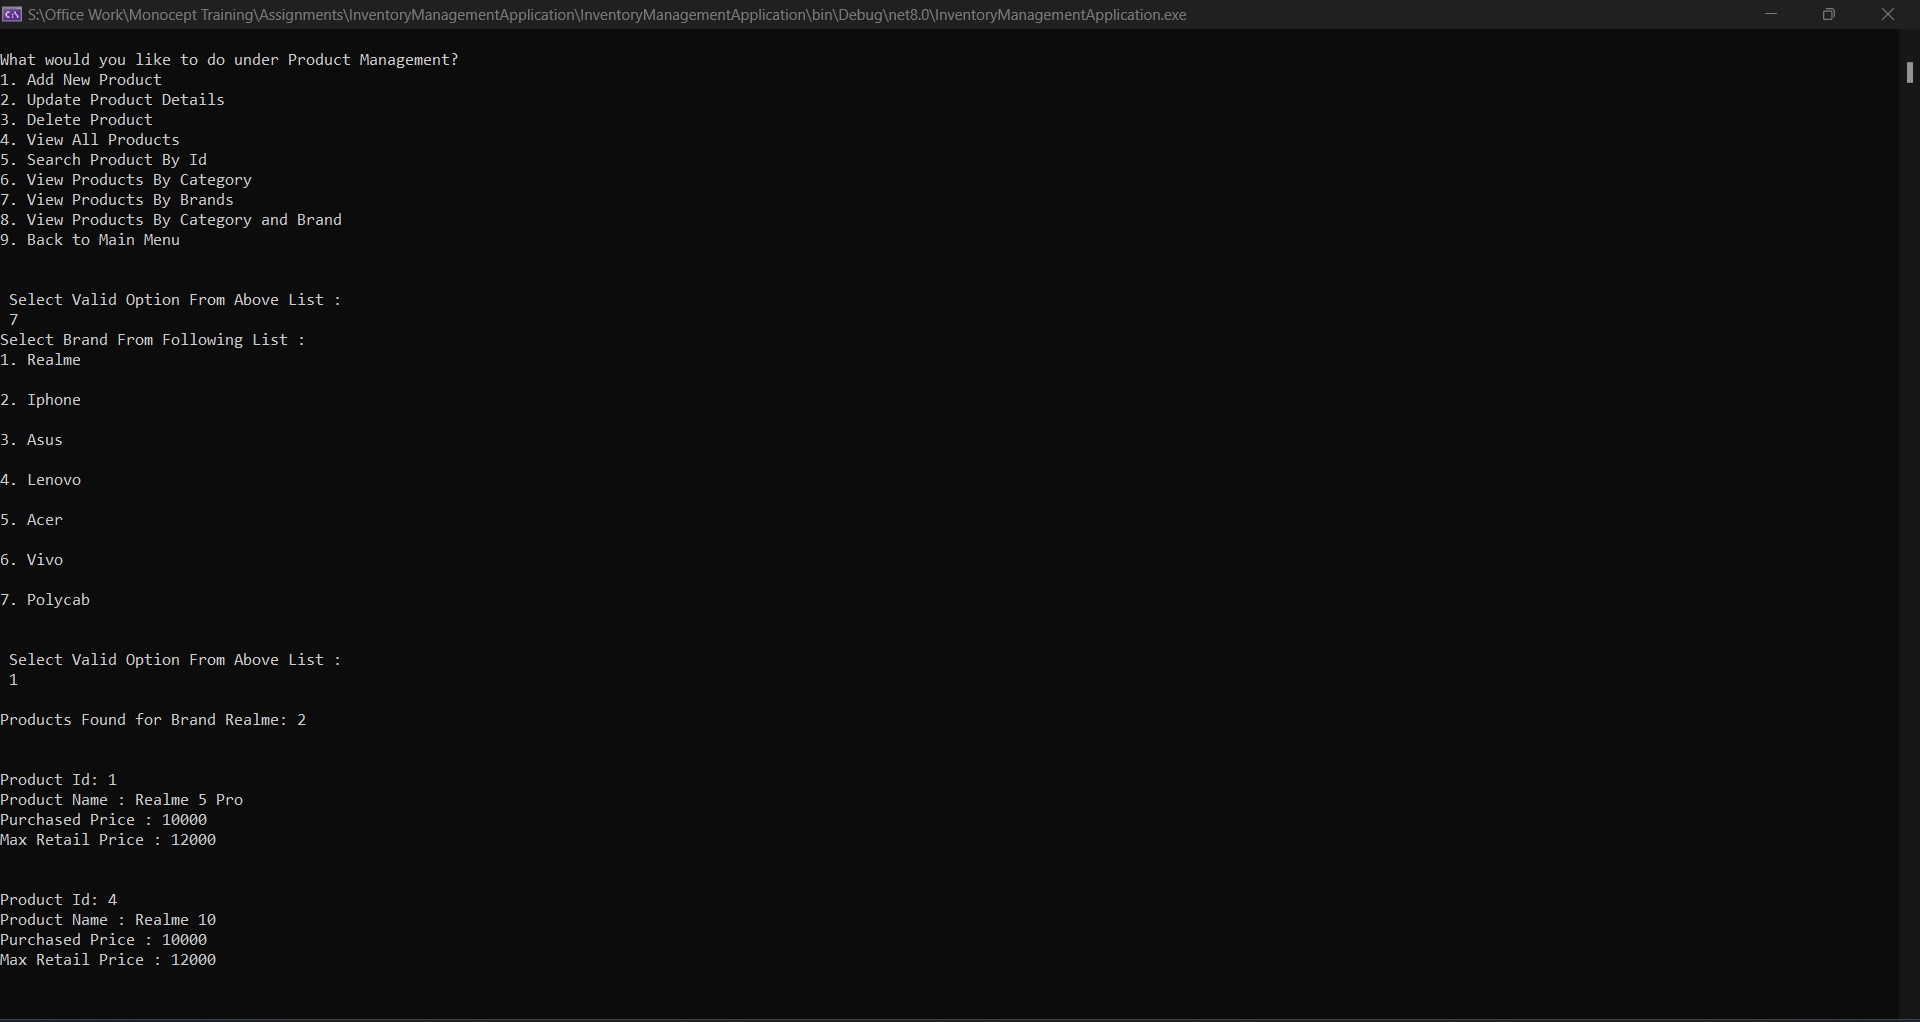 S:\Office Work\Monocept Training\Assignments\InventoryManagementApplication\InventoryManagementApplication\bin\Debug\net8.0\InventoryManagementApplication.exe
What would you like to do under Product Management?
1. Add New Product
2. Update Product Details
3. Delete Product
4. View All Products
5. Search Product By Id
6. View Products By Category
7. View Products By Brands
8. View Products By Category and Brand
9. Back to Main Menu
Select Valid Option From Above List :
7
Select Brand From Following List :
1. Realme
2. Iphone
3. Asus
4. Lenovo
5. Acer
6. Vivo
7. Polycab
Select Valid Option From Above List :
1
Products Found for Brand Realme: 2
Product Id: 1
Product Name : Realme 5 Pro
Purchased Price : 10000
Max Retail Price : 12000
Product Id: 4
Product Name : Realme 10
Purchased Price : 10000
Max Retail Price : 12000